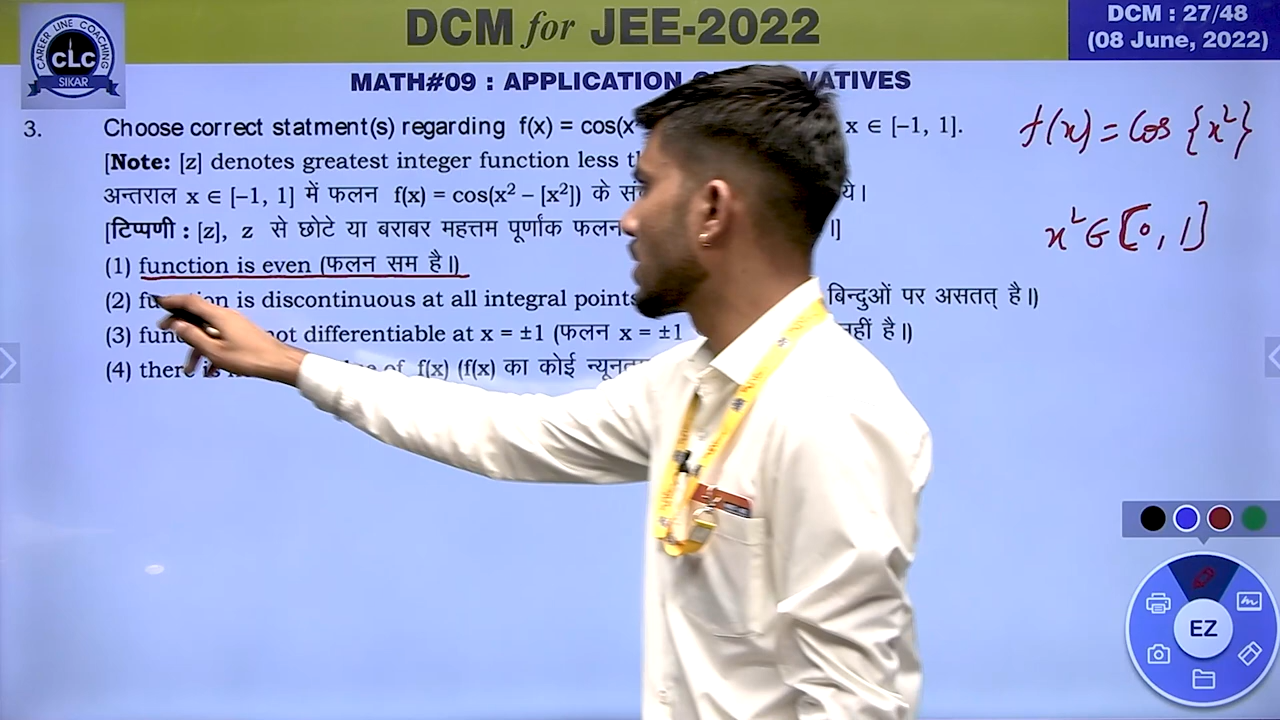 CAREER LINE COACHING
CLC
SIKAR
DCM for JEE-2022
DCM : 27/48
(08 June, 2022)
MATH#09 : APPLICATION
3. Choose correct statment(s) regarding f(x) = cos(x x ∈ [–1, 1].
[Note: [z] denotes greatest integer function less
अन्तराल x ∈ [–1, 1] में फलन f(x) = cos(x² – [x²]) के
[टिप्पणी : [z], z से छोटे या बराबर महत्तम पूर्णांक फलन
(1) function is even (फलन सम है।)
(2) is discontinuous at all integral points बिन्दुओं पर असतत् है।)
(3) not differentiable at x = ±1 (फलन x = ±1 नहीं है।)
(4) there is of f(x) (f(x) का कोई
f(x) = Cos {x²}
x² ∈ [0, 1]
EZ